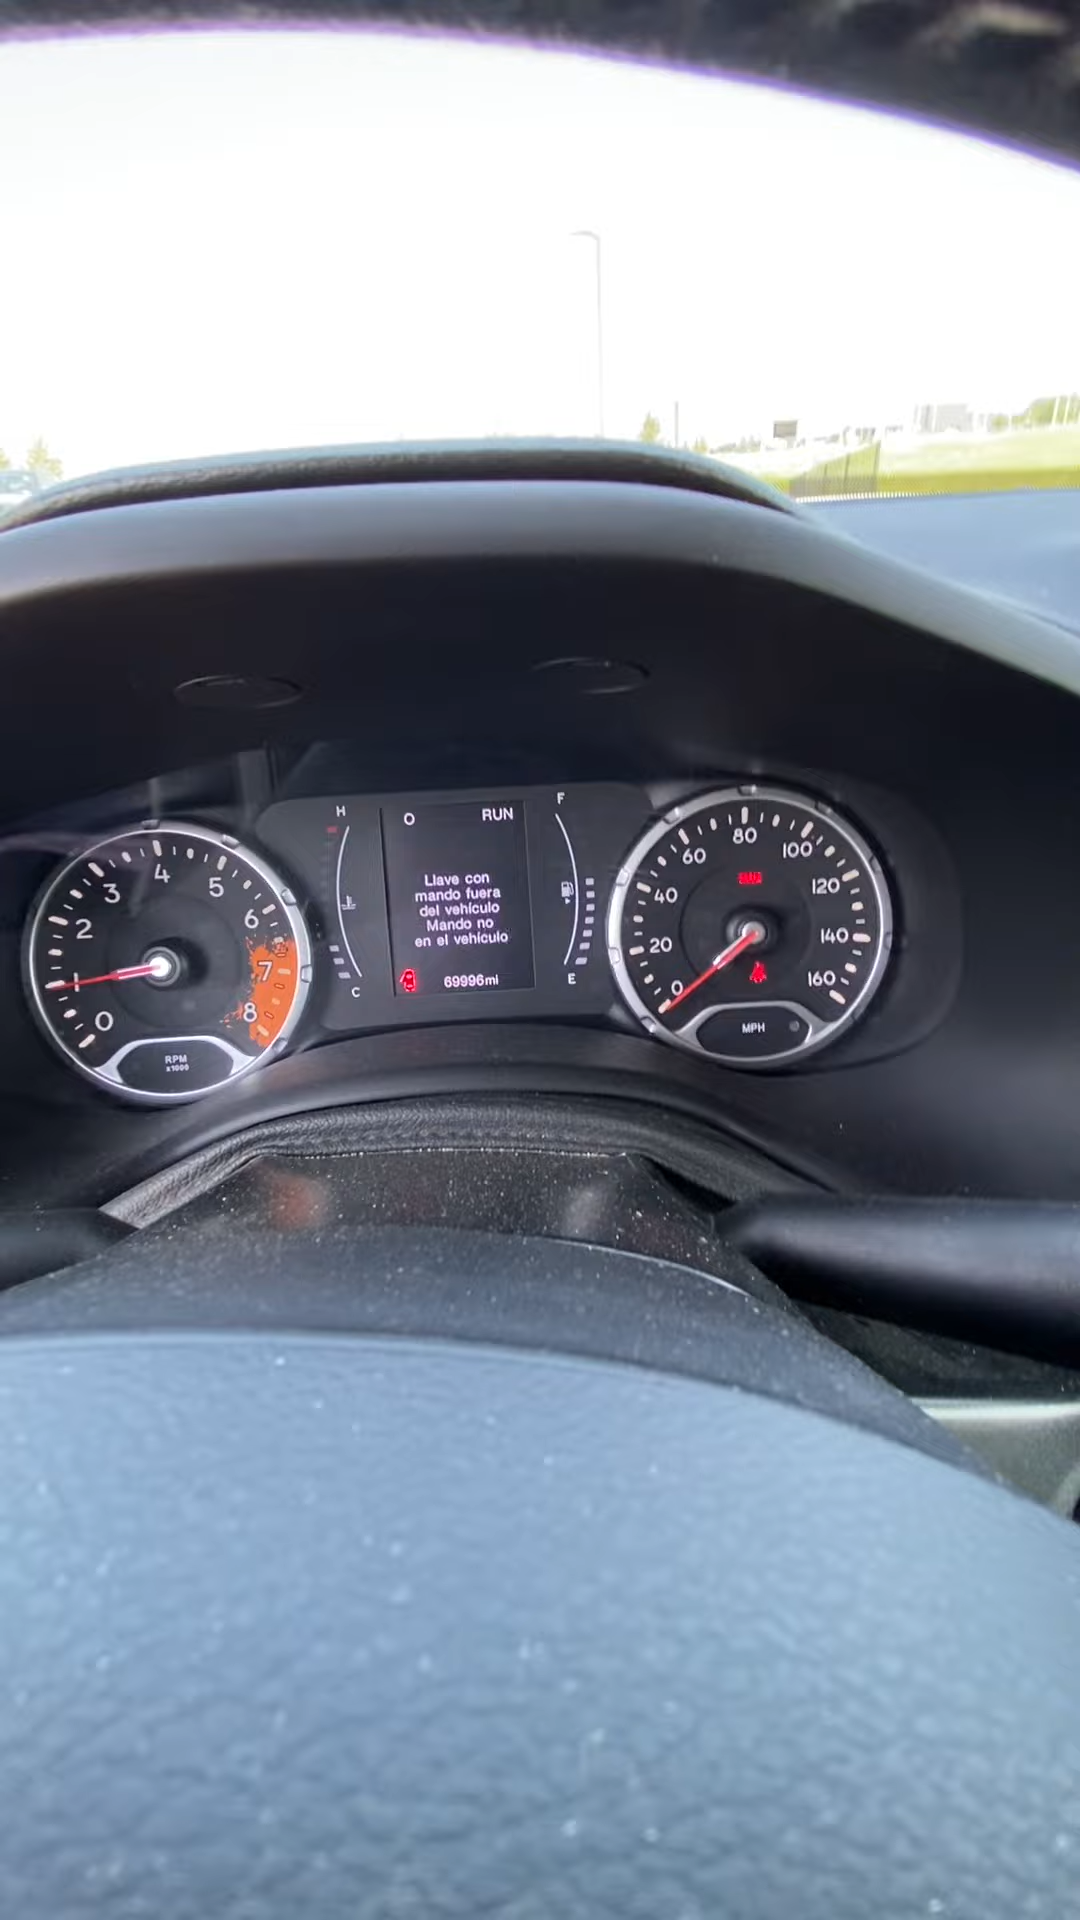 H
O RUN
F
Llave con
mando fuera
del vehículo
Mando no
en el vehículo
69996mi
C
E
0
1
2
3
4
5
6
7
8
RPM
x1000
0
20
40
60
80
100
120
140
160
MPH